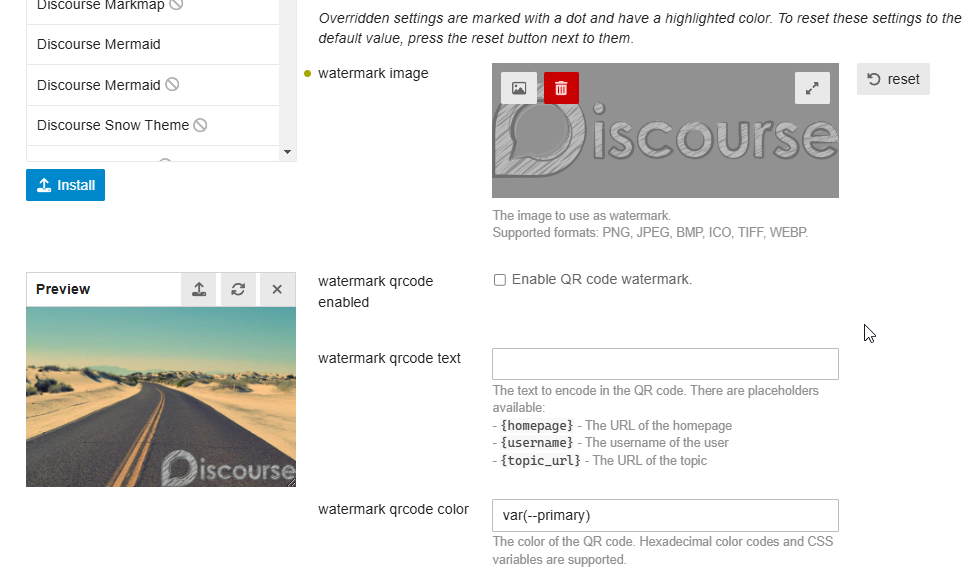 Discourse Markmap
Discourse Mermaid
Discourse Mermaid
Discourse Snow Theme
Install
Overridden settings are marked with a dot and have a highlighted color. To reset these settings to the
default value, press the reset button next to them.
watermark image
Discourse
reset
The image to use as watermark.
Supported formats: PNG, JPEG, BMP, ICO, TIFF, WEBP.
Preview
Discourse
watermark qrcode
enabled
Enable QR code watermark.
watermark qrcode text
The text to encode in the QR code. There are placeholders
available:
- {homepage} - The URL of the homepage
- {username} - The username of the user
- {topic_url} - The URL of the topic
watermark qrcode color
var(--primary)
The color of the QR code. Hexadecimal color codes and CSS
variables are supported.